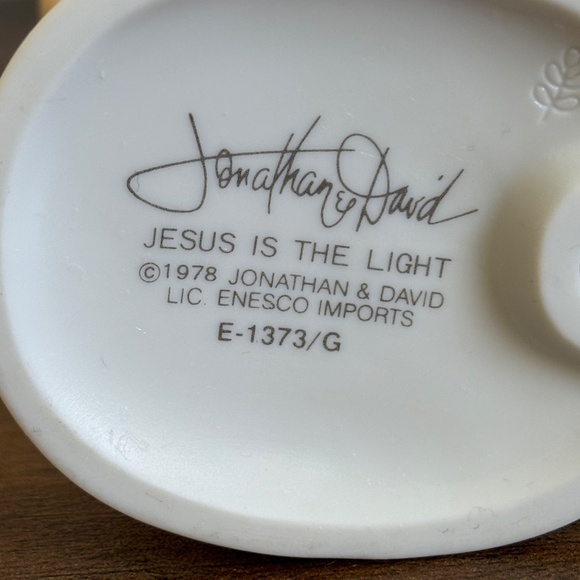 Jonathan & David
JESUS IS THE LIGHT
©1978 JONATHAN & DAVID
LIC. ENESCO IMPORTS
E-1373/G